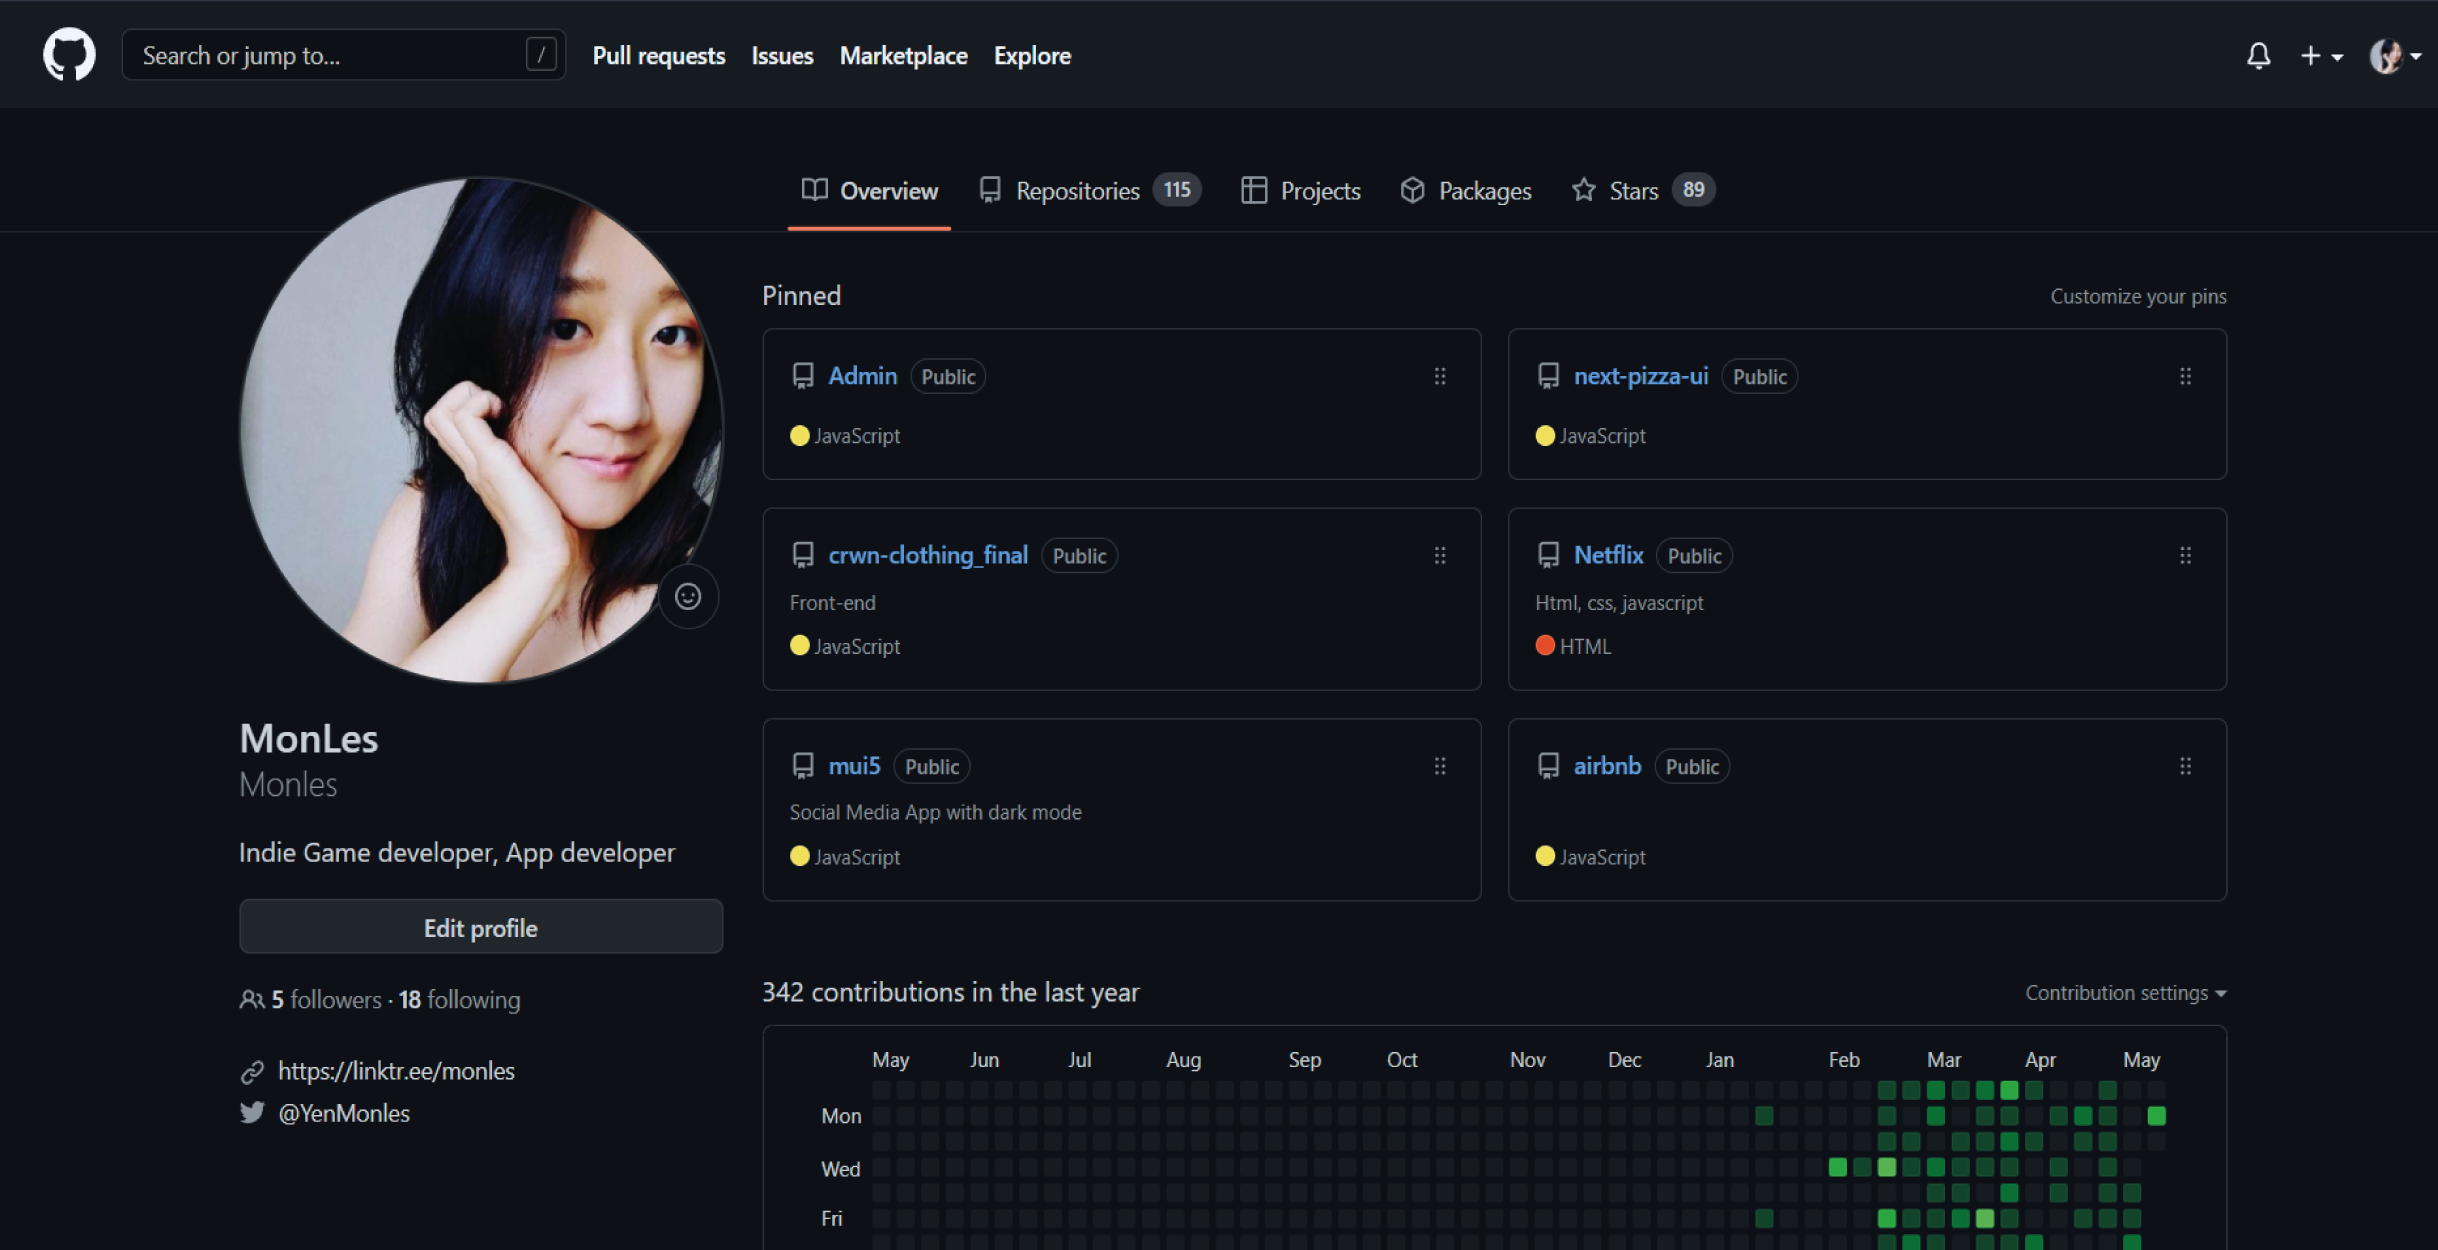 Search or jump to... /
Pull requests Issues Marketplace Explore
Overview Repositories 115 Projects Packages Stars 89
MonLes
Monles
Indie Game developer, App developer
Edit profile
5 followers · 18 following
https://linktr.ee/monles
@YenMonles
Pinned
Customize your pins
Admin Public
JavaScript
next-pizza-ui Public
JavaScript
crwn-clothing_final Public
Front-end
JavaScript
Netflix Public
Html, css, javascript
HTML
mui5 Public
Social Media App with dark mode
JavaScript
airbnb Public
JavaScript
342 contributions in the last year
Contribution settings
May Jun Jul Aug Sep Oct Nov Dec Jan Feb Mar Apr May
Mon
Wed
Fri